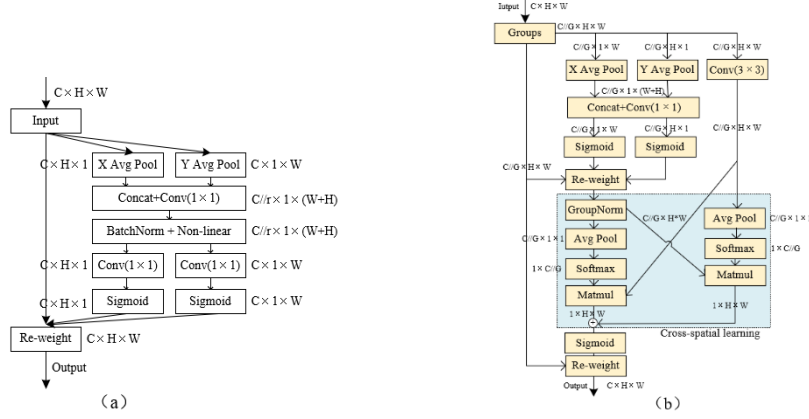 C×H×W
Input
C×H×1
X Avg Pool
Y Avg Pool
C×1×W
Concat+Conv(1×1)
C//r×1×(W+H)
BatchNorm + Non-linear
C//r×1×(W+H)
C×H×1
Conv(1×1)
Conv(1×1)
C×1×W
C×H×1
Sigmoid
Sigmoid
C×1×W
Re-weight
C×H×W
Output
(a)
C×H×W
Groups
C//G×H×W
C//G×1×W
C//G×H×1
C//G×H×W
X Avg Pool
Y Avg Pool
Conv(3×3)
C//G×1×(W+H)
Concat+Conv(1×1)
C//G×1×W
C//G×H×1
C//G×H×W
Sigmoid
Sigmoid
C//G×H×W
Re-weight
GroupNorm
C//G×H*W
Avg Pool
C//G×1×1
C//G×1×1
Avg Pool
Softmax
1×C//G
1×C//G
Softmax
Matmul
Matmul
1×H×W
1×H×W
Cross-spatial learning
Sigmoid
Re-weight
Output
C×H×W
(b)